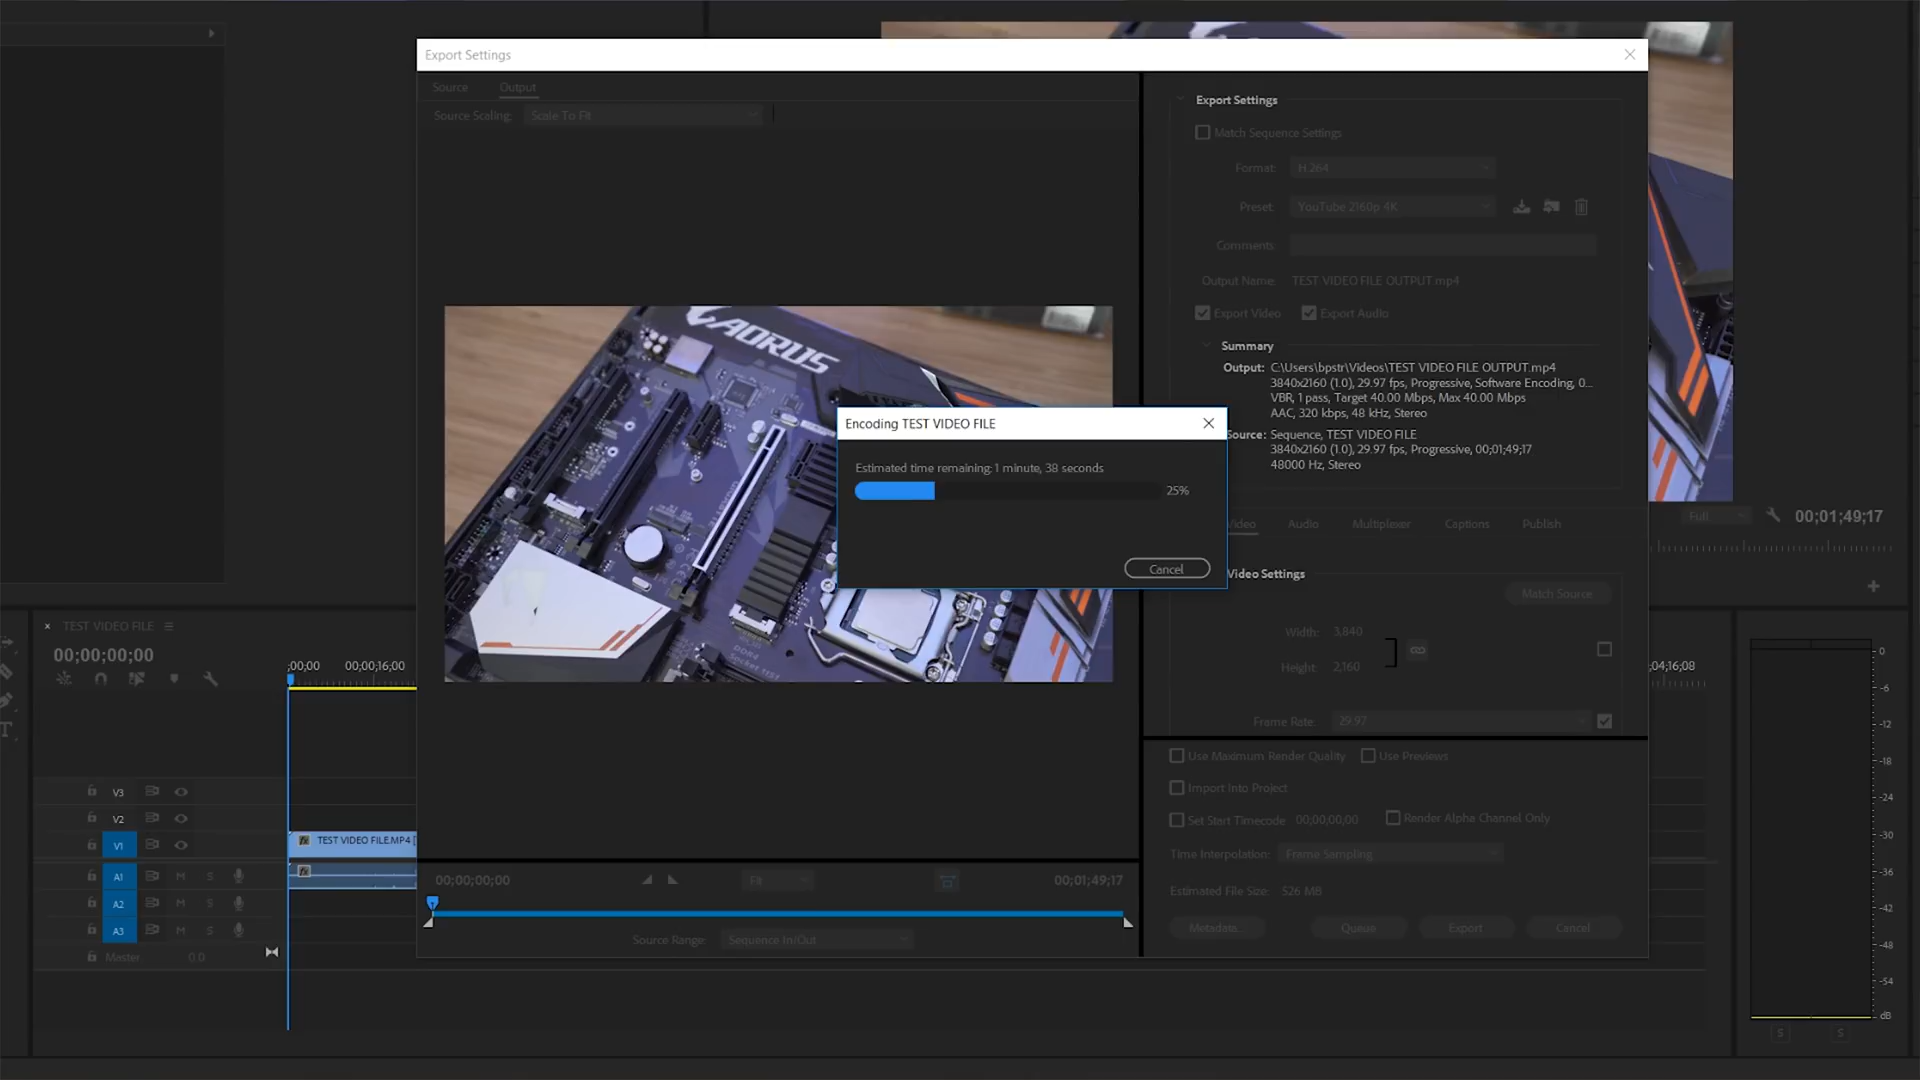 Export Settings
Source
Output
Source Scaling:
Scale To Fit
Export Settings
Match Sequence Settings
Format:
H.264
Preset:
YouTube 2160p 4K
Comments:
Output Name:
TEST VIDEO FILE OUTPUT.mp4
Export Video
Export Audio
Summary
Output: C:\Users\bpstr\Videos\TEST VIDEO FILE OUTPUT.mp4
3840x2160 (1.0), 29.97 fps, Progressive, Software Encoding, 0...
VBR, 1 pass, Target 40.00 Mbps, Max 40.00 Mbps
AAC, 320 kbps, 48 kHz, Stereo
Source: Sequence, TEST VIDEO FILE
3840x2160 (1.0), 29.97 fps, Progressive, 00;01;49;17
48000 Hz, Stereo
AORUS
Encoding TEST VIDEO FILE
Estimated time remaining: 1 minute, 38 seconds
25%
Cancel
Video
Audio
Multiplexer
Captions
Publish
Full
00;01;49;17
Video Settings
Match Source
Width:
3,840
Height:
2,160
Frame Rate:
29.97
Use Maximum Render Quality
Use Previews
Import Into Project
Set Start Timecode
00;00;00;00
Render Alpha Channel Only
Time Interpolation:
Frame Sampling
Estimated File Size:
526 MB
Metadata...
Queue
Export
Cancel
00;00;00;00
Fit
00;01;49;17
Source Range:
Sequence In/Out
× TEST VIDEO FILE
00;00;00;00
;00;00
00;00;16;00
;04;16;08
V3
V2
V1
TEST VIDEO FILE.MP4 [
fx
A1
M
S
fx
A2
M
S
A3
M
S
Master
0.0
T
0
-6
-12
-18
-24
-30
-36
-42
-48
-54
dB
S
S